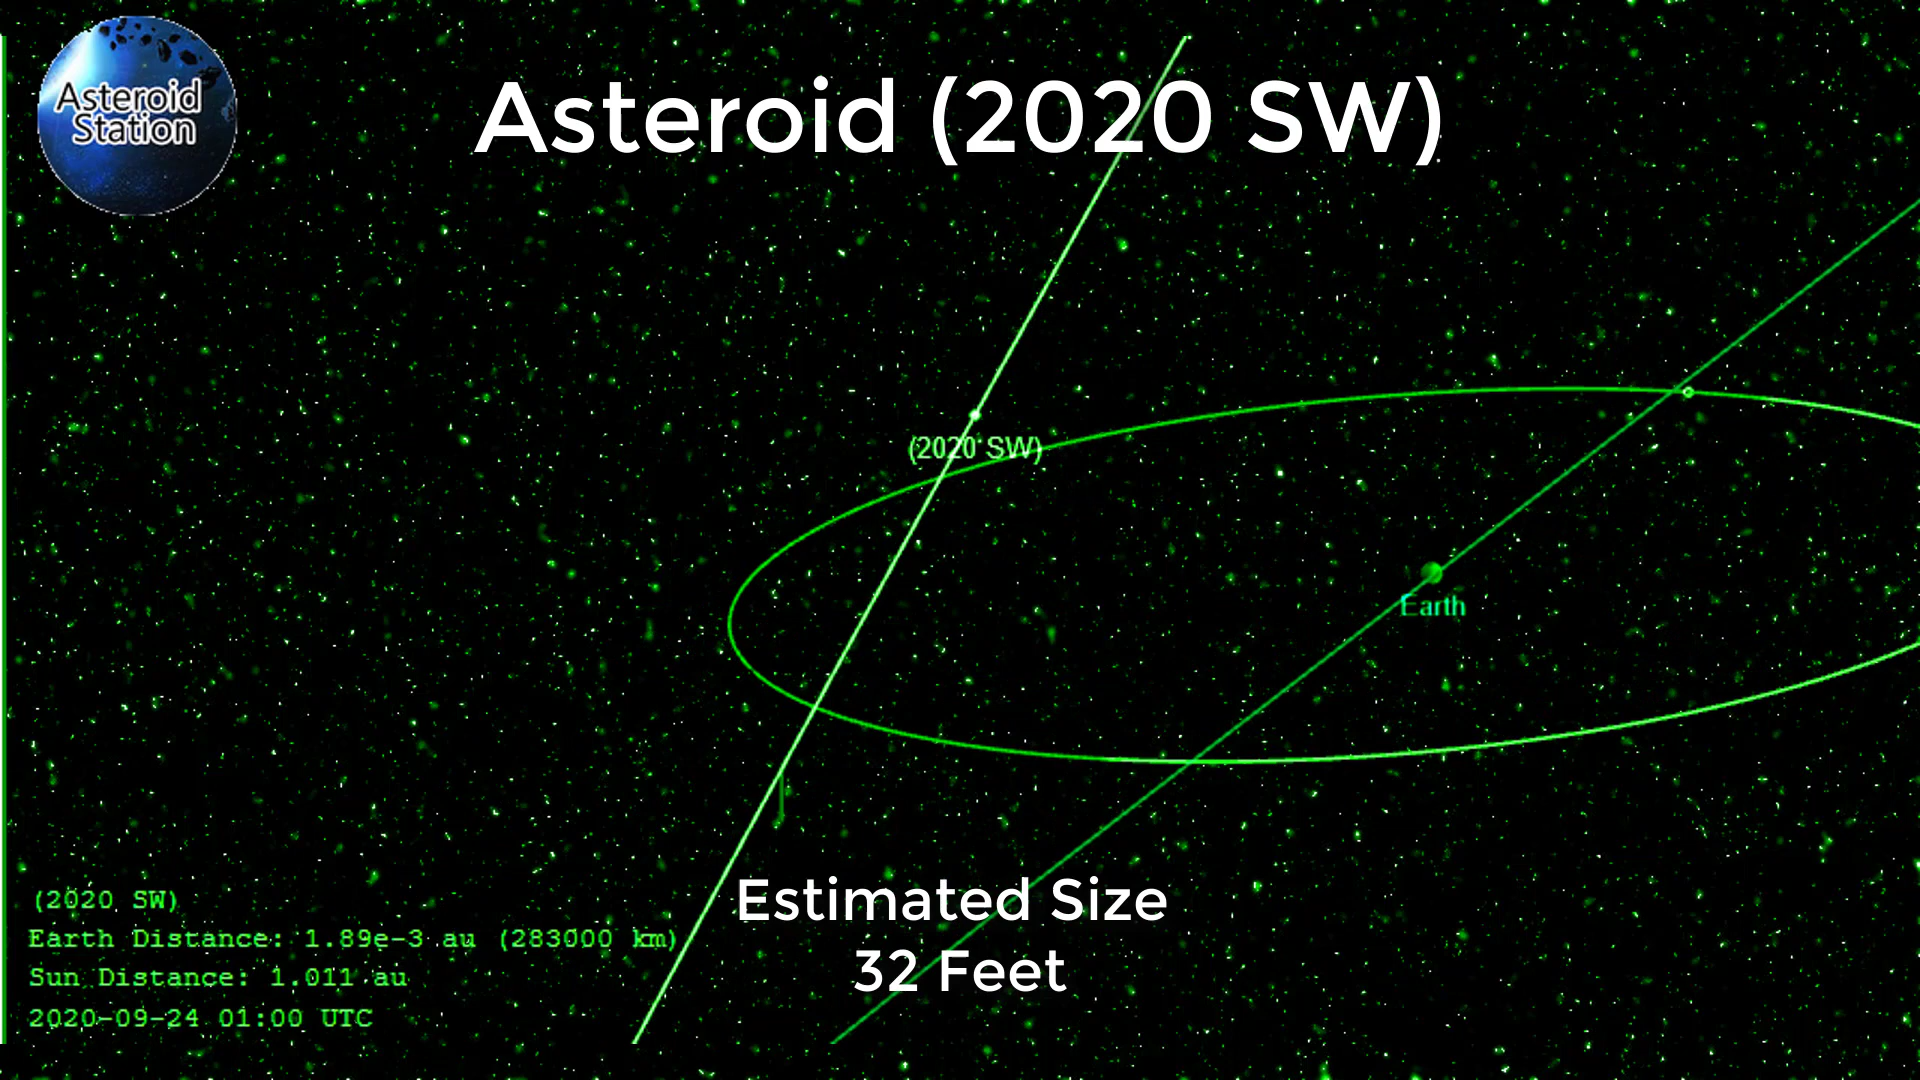 Asteroid
Station
Asteroid (2020 SW)
(2020 SW)
Earth
Estimated Size
32 Feet
(2020 SW)
Earth Distance: 1.89e-3 au (283000 km)
Sun Distance: 1.011 au
2020-09-24 01:00 UTC